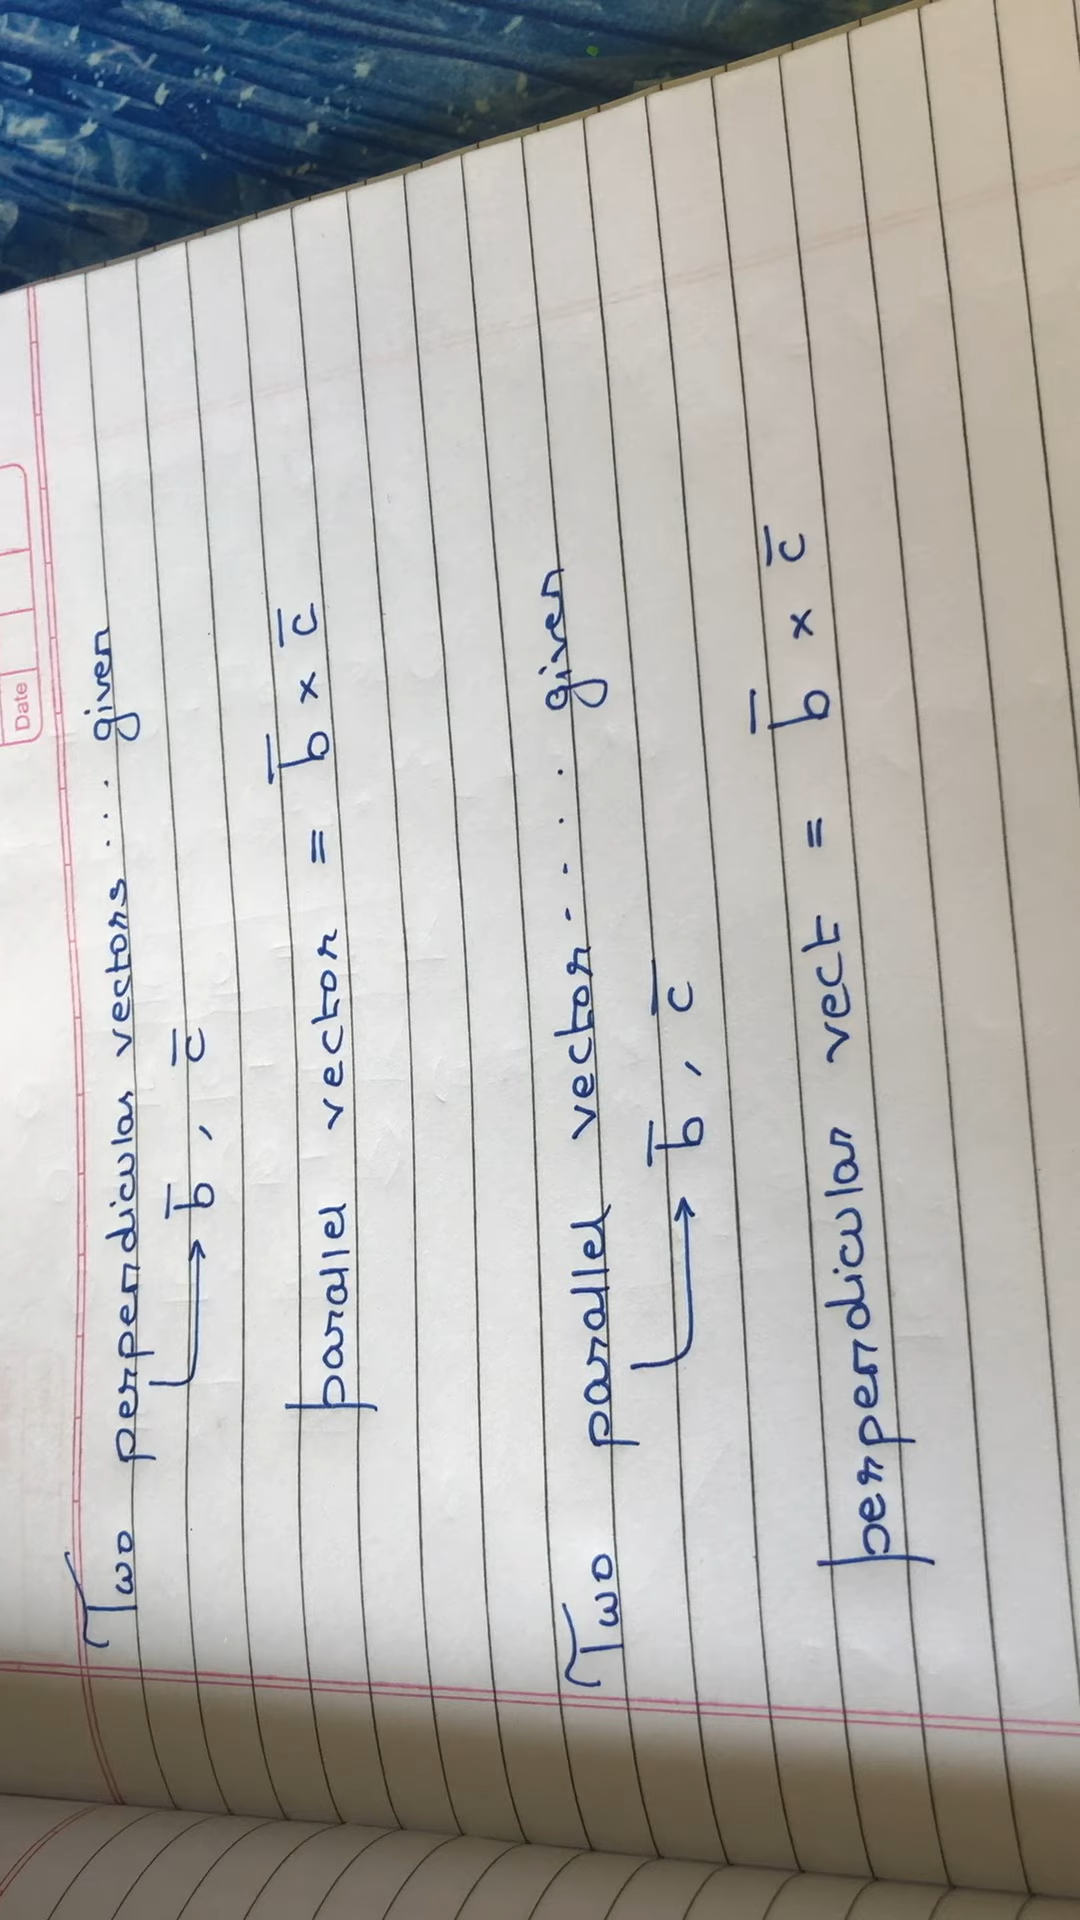 Date
Two perpendicular vectors .... given
b̅ , c̅
parallel vector = b̅ × c̅
Two parallel vector ..... given
b̅ , c̅
perpendicular vect = b̅ × c̅